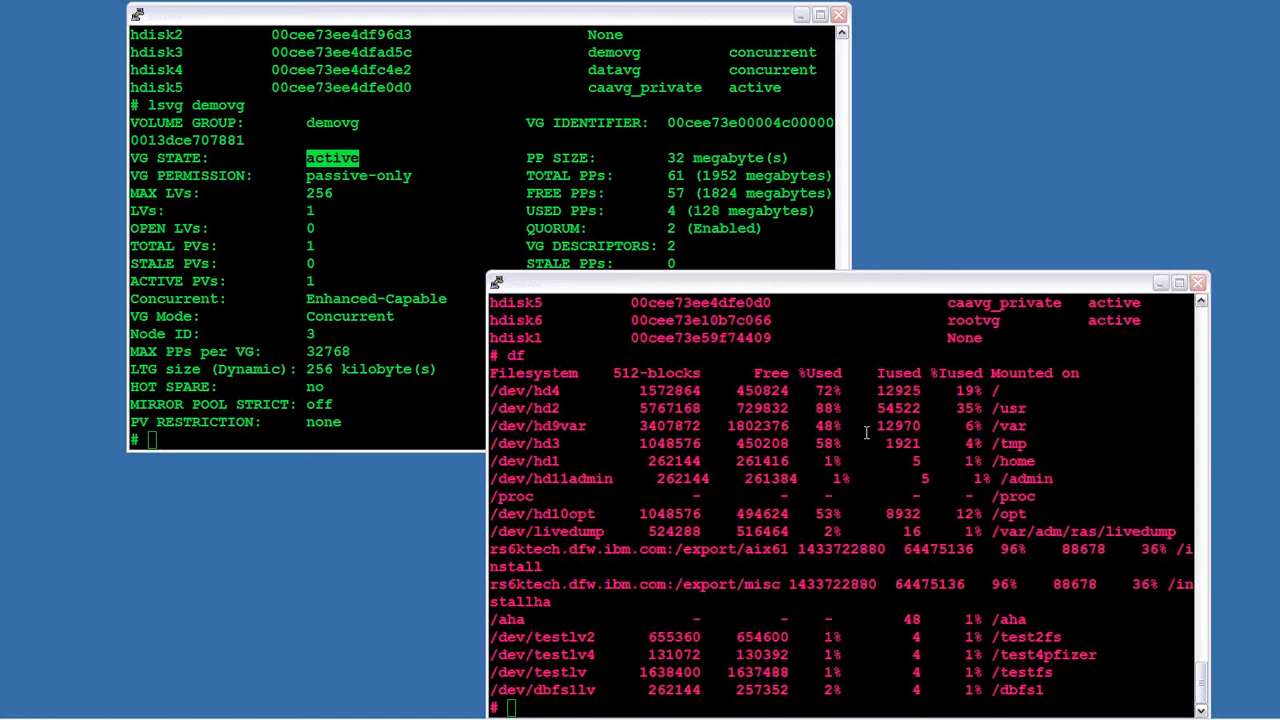 hdisk2 00cee73ee4df96d3 None
hdisk3 00cee73ee4dfad5c demovg concurrent
hdisk4 00cee73ee4dfc4e2 datavg concurrent
hdisk5 00cee73ee4dfe0d0 caavg_private active
# lsvg demovg
VOLUME GROUP: demovg VG IDENTIFIER: 00cee73e00004c00000
0013dce707881
VG STATE: active PP SIZE: 32 megabyte(s)
VG PERMISSION: passive-only TOTAL PPs: 61 (1952 megabytes)
MAX LVs: 256 FREE PPs: 57 (1824 megabytes)
LVs: 1 USED PPs: 4 (128 megabytes)
OPEN LVs: 0 QUORUM: 2 (Enabled)
TOTAL PVs: 1 VG DESCRIPTORS: 2
STALE PVs: 0 STALE PPs: 0
ACTIVE PVs: 1
Concurrent: Enhanced-Capable
VG Mode: Concurrent
Node ID: 3
MAX PPs per VG: 32768
LTG size (Dynamic): 256 kilobyte(s)
HOT SPARE: no
MIRROR POOL STRICT: off
PV RESTRICTION: none
#
hdisk5 00cee73ee4dfe0d0 caavg_private active
hdisk6 00cee73e10b7c066 rootvg active
hdisk1 00cee73e59f74409 None
# df
Filesystem 512-blocks Free %Used Iused %Iused Mounted on
/dev/hd4 1572864 450824 72% 12925 19% /
/dev/hd2 5767168 729832 88% 54522 35% /usr
/dev/hd9var 3407872 1802376 48% 12970 6% /var
/dev/hd3 1048576 450208 58% 1921 4% /tmp
/dev/hd1 262144 261416 1% 5 1% /home
/dev/hd11admin 262144 261384 1% 5 1% /admin
/proc - - - - - /proc
/dev/hd10opt 1048576 494624 53% 8932 12% /opt
/dev/livedump 524288 516464 2% 16 1% /var/adm/ras/livedump
rs6ktech.dfw.ibm.com:/export/aix61 1433722880 64475136 96% 88678 36% /i
nstall
rs6ktech.dfw.ibm.com:/export/misc 1433722880 64475136 96% 88678 36% /in
stallha
/aha - - - 48 1% /aha
/dev/testlv2 655360 654600 1% 4 1% /test2fs
/dev/testlv4 131072 130392 1% 4 1% /test4pfizer
/dev/testlv 1638400 1637488 1% 4 1% /testfs
/dev/dbfs1lv 262144 257352 2% 4 1% /dbfs1
#